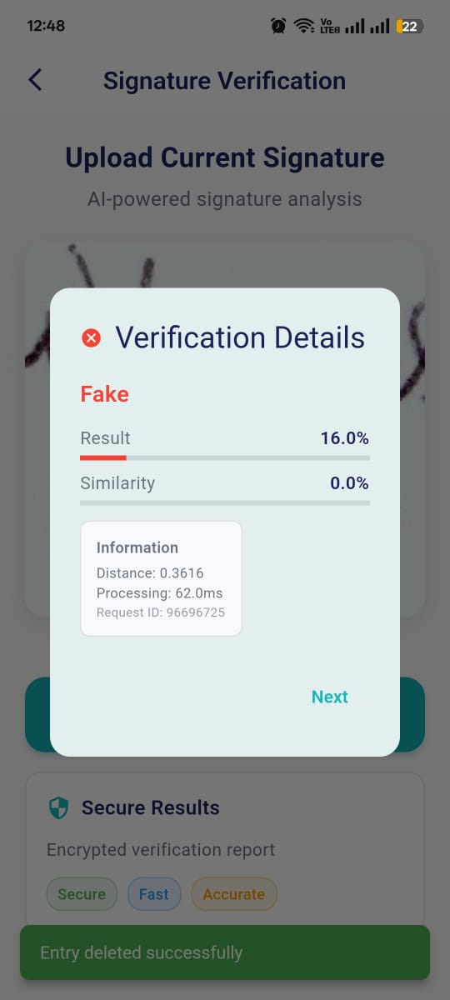 12:48
Vo
LTE2
22
Signature Verification
Upload Current Signature
AI-powered signature analysis
Verification Details
Fake
Result 16.0%
Similarity 0.0%
Information
Distance: 0.3616
Processing: 62.0ms
Request ID: 96696725
Next
Secure Results
Encrypted verification report
Secure Fast Accurate
Entry deleted successfully